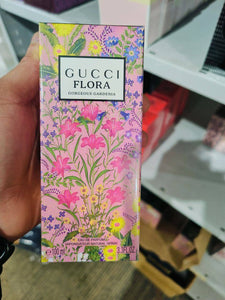 GUCCI
FLORA
GORGEOUS GARDENIA
EAU DE PARFUM